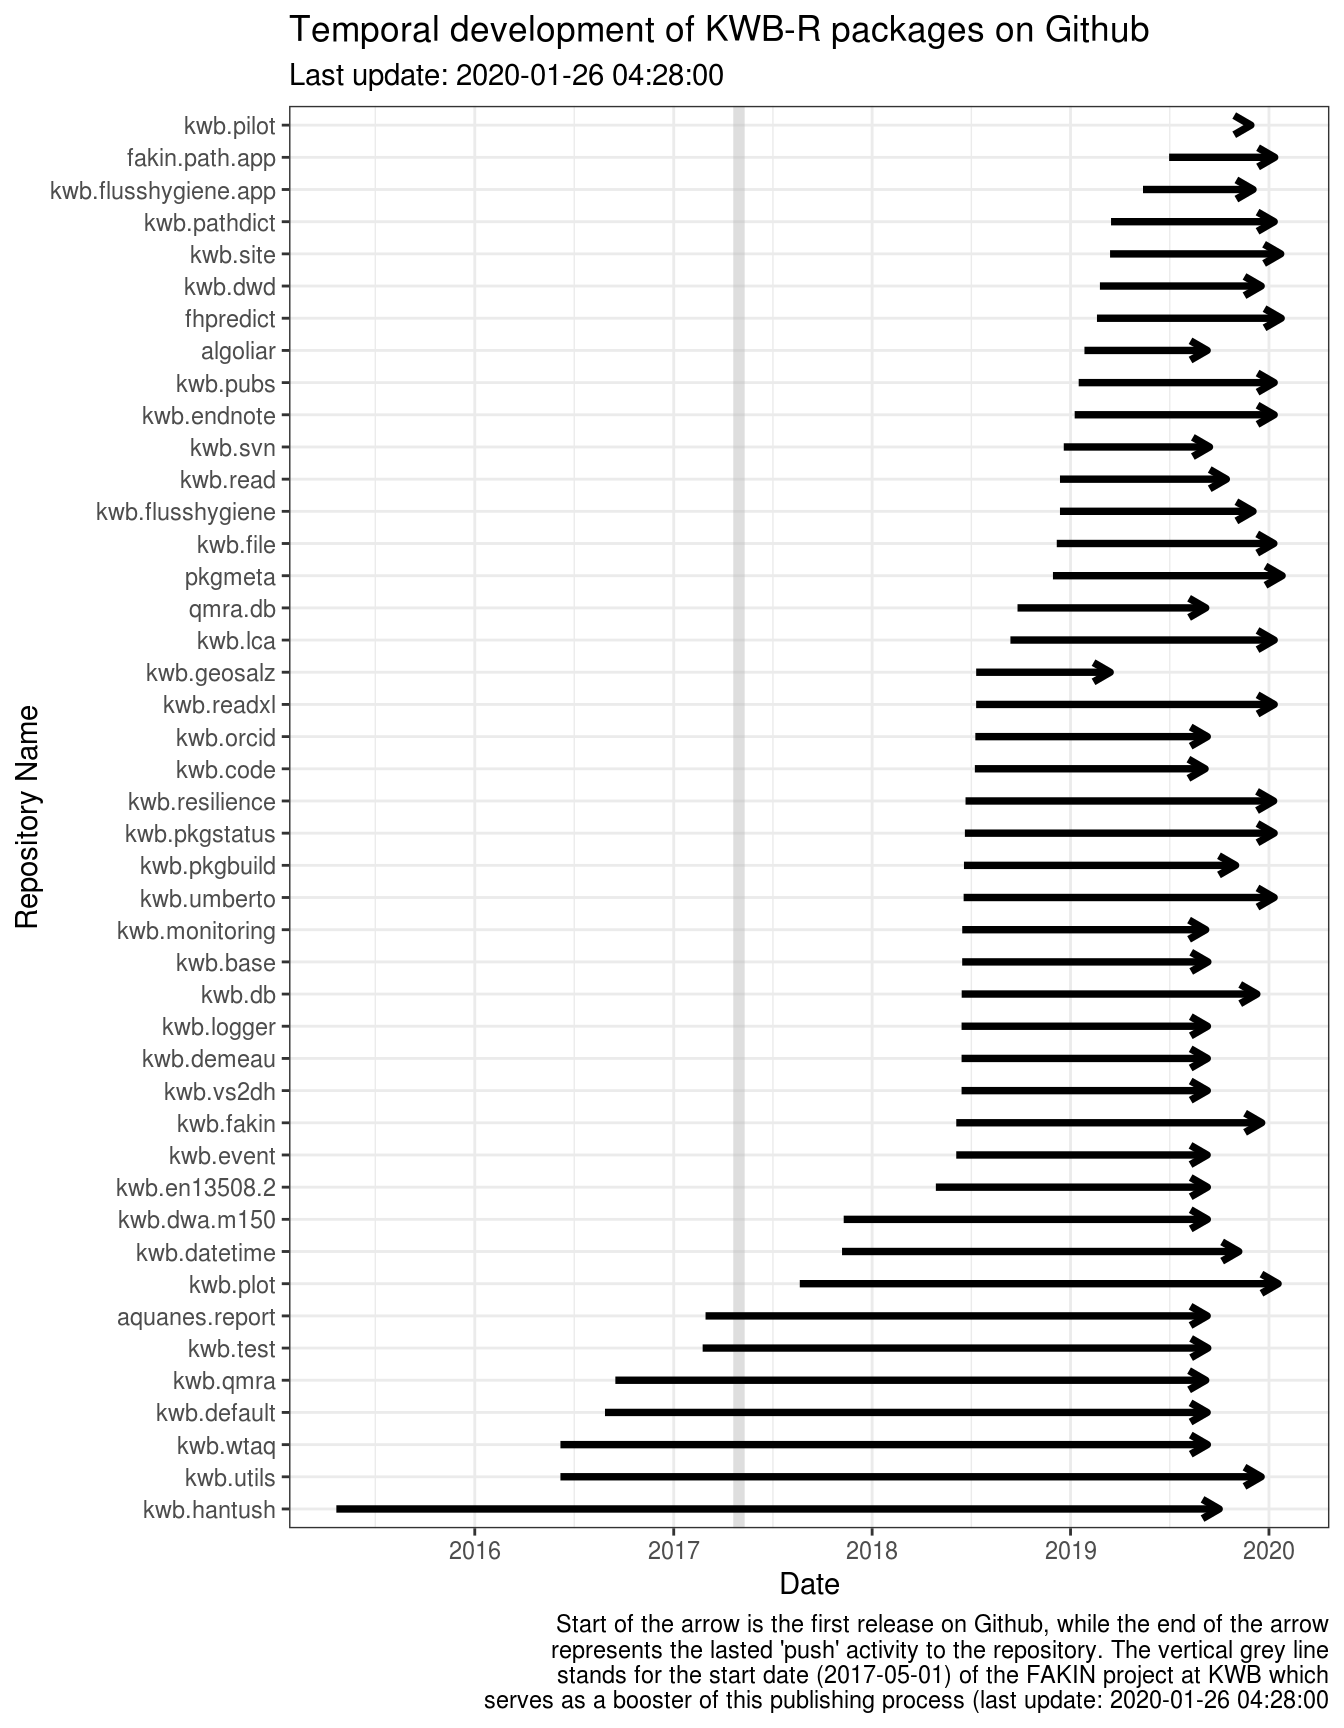 Temporal development of KWB-R packages on Github
Last update: 2020-01-26 04:28:00
kwb.pilot
fakin.path.app
kwb.flusshygiene.app
kwb.pathdict
kwb.site
kwb.dwd
fhpredict
algoliar
kwb.pubs
kwb.endnote
kwb.svn
kwb.read
kwb.flusshygiene
kwb.file
pkgmeta
qmra.db
kwb.lca
kwb.geosalz
kwb.readxl
kwb.orcid
kwb.code
kwb.resilience
kwb.pkgstatus
kwb.pkgbuild
kwb.umberto
kwb.monitoring
kwb.base
kwb.db
kwb.logger
kwb.demeau
kwb.vs2dh
kwb.fakin
kwb.event
kwb.en13508.2
kwb.dwa.m150
kwb.datetime
kwb.plot
aquanes.report
kwb.test
kwb.qmra
kwb.default
kwb.wtaq
kwb.utils
kwb.hantush
Repository Name
2016 2017 2018 2019 2020
Date
Start of the arrow is the first release on Github, while the end of the arrow
represents the lasted 'push' activity to the repository. The vertical grey line
stands for the start date (2017-05-01) of the FAKIN project at KWB which
serves as a booster of this publishing process (last update: 2020-01-26 04:28:00